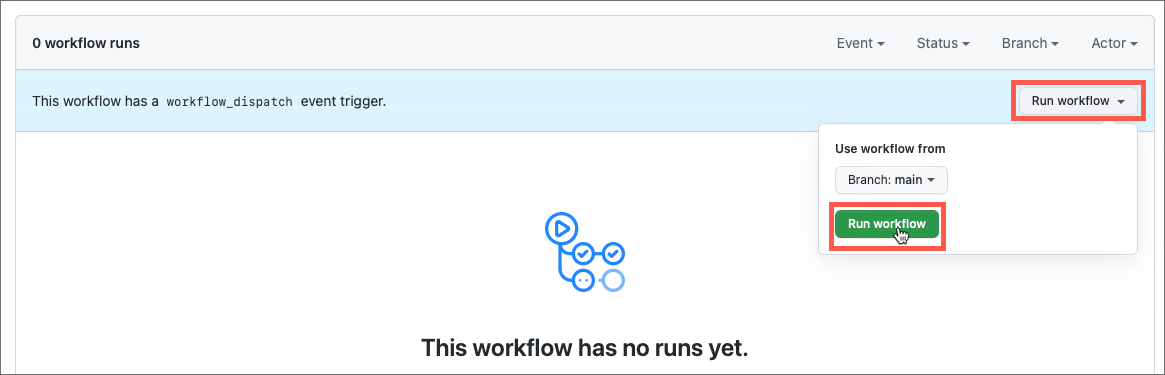 0 workflow runs
Event Status Branch Actor
This workflow has a workflow_dispatch event trigger.
Run workflow
Use workflow from
Branch: main
Run workflow
This workflow has no runs yet.